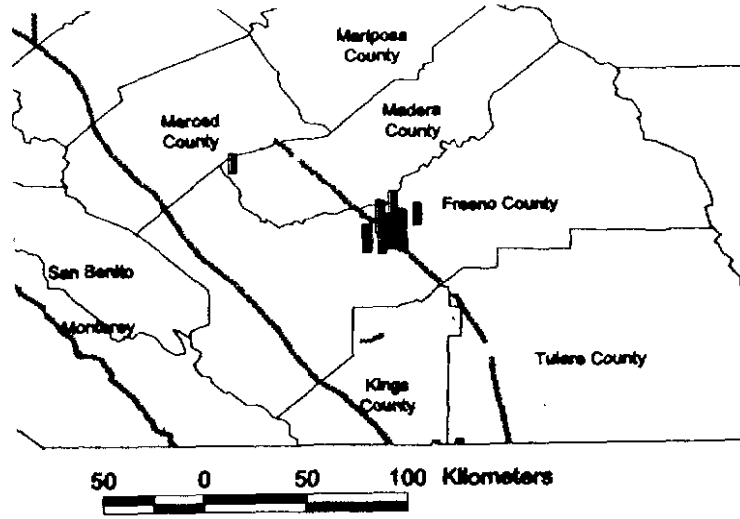 Mariposa
County
Madera
County
Merced
County
Fresno County
San Benito
Monterey
Tulare County
Kings
County
50 0 50 100 Kilometers